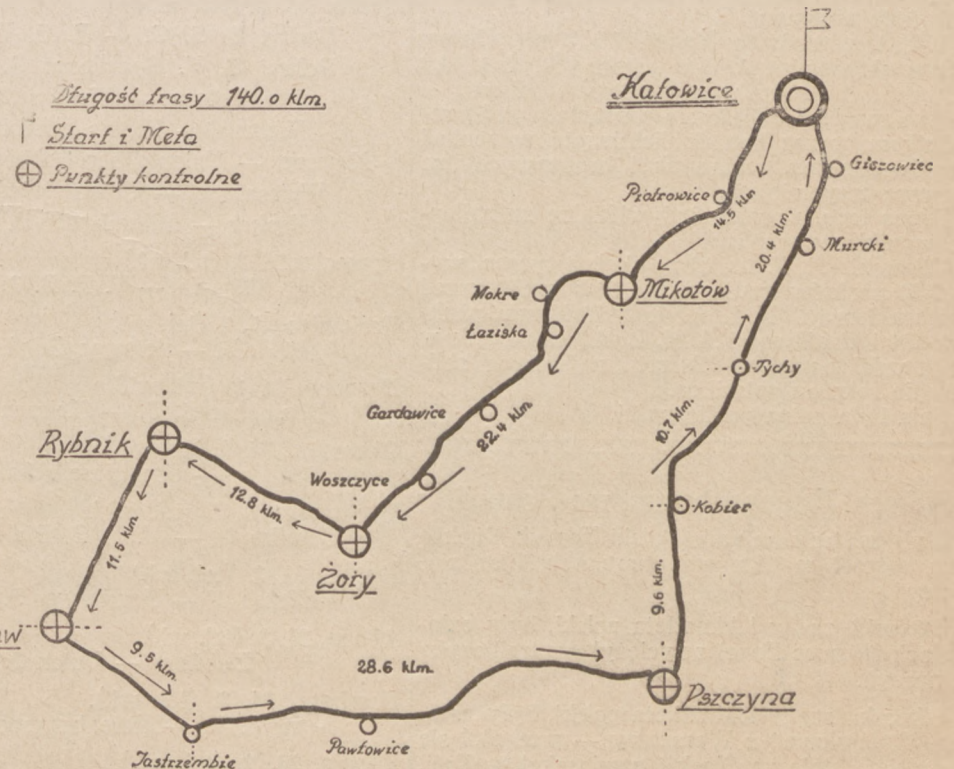 Długość trasy 140.0 klm.
Start i Meta
Punkty kontrolne
Katowice
Giszowiec
Piotrowice
14.5 klm
20.4 klm.
Murcki
Mokre
Mikołów
Łaziska
Tychy
Gardawice
22.4 klm.
10.7 klm.
Rybnik
Woszczyce
12.8 klm.
Kobier
11.5 klm.
Żory
9.6 klm.
9.5 klm.
28.6 klm.
Pszczyna
Jastrzembie
Pawłowice